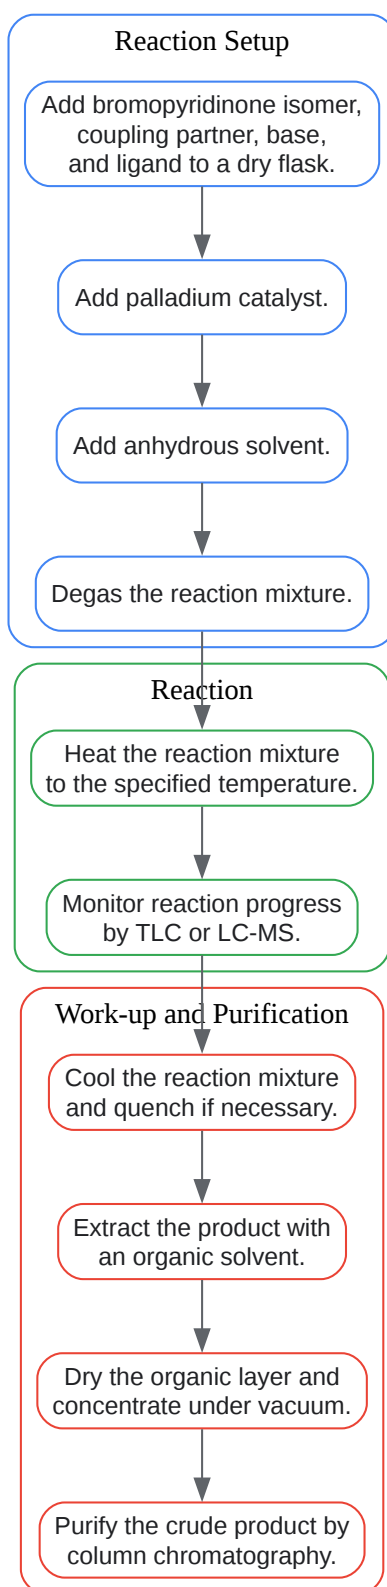 Reaction Setup
Add bromopyridinone isomer,
coupling partner, base,
and ligand to a dry flask.
Add palladium catalyst.
Add anhydrous solvent.
Degas the reaction mixture.
Reaction
Heat the reaction mixture
to the specified temperature.
Monitor reaction progress
by TLC or LC-MS.
Work-up and Purification
Cool the reaction mixture
and quench if necessary.
Extract the product with
an organic solvent.
Dry the organic layer and
concentrate under vacuum.
Purify the crude product by
column chromatography.